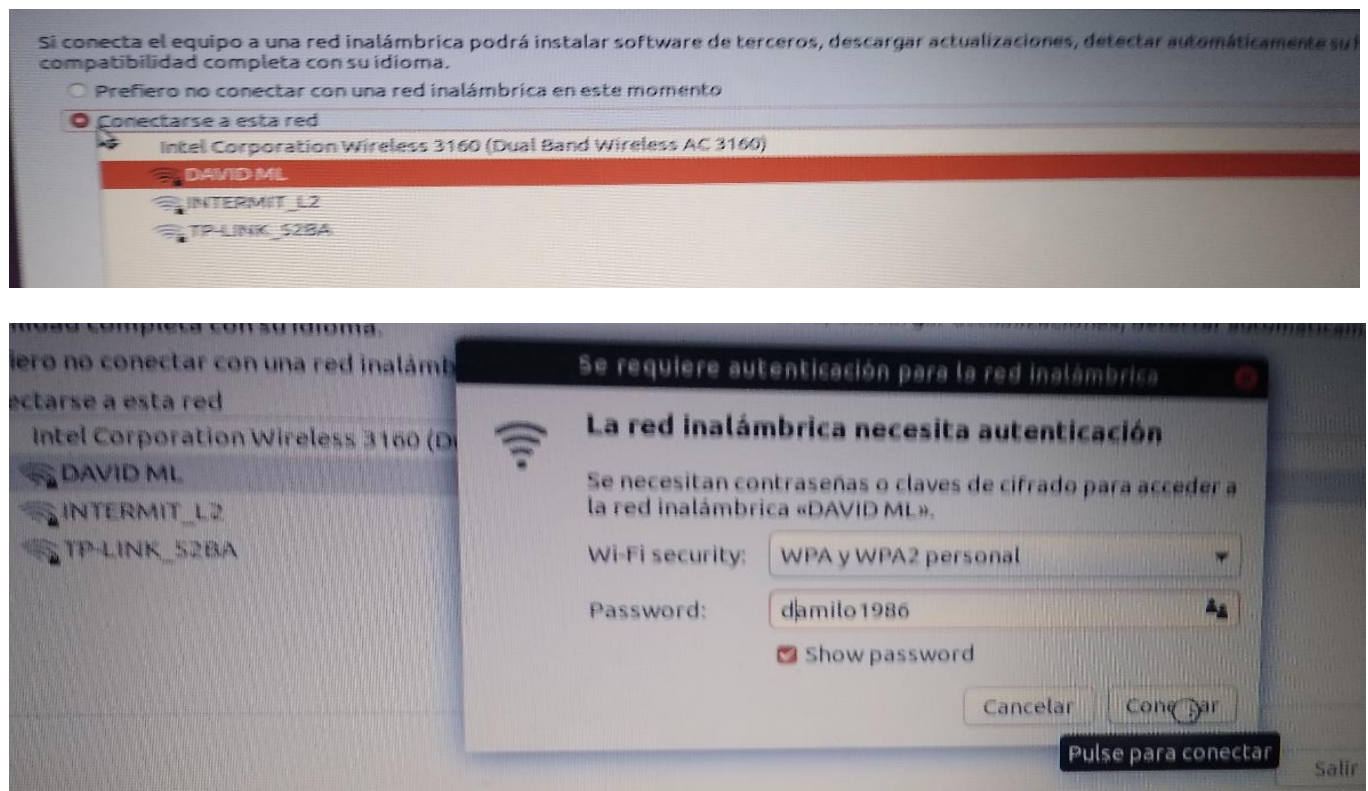 Si conecta el equipo a una red inalámbrica podrá instalar software de terceros, descargar actualizaciones, detectar automáticamente su
compatibilidad completa con su idioma.
Prefiero no conectar con una red inalámbrica en este momento
Conectarse a esta red
Intel Corporation Wireless 3160 (Dual Band Wireless AC 3160)
DAVID ML
INTERMIT_L2
TP-LINK_52BA
completa con su idioma.
iero no conectar con una red inalámb
ectarse a esta red
Intel Corporation Wireless 3160 (D
DAVID ML
INTERMIT_L2
TP-LINK_52BA
Se requiere autenticación para la red inalámbrica
La red inalámbrica necesita autenticación
Se necesitan contraseñas o claves de cifrado para acceder a
la red inalámbrica «DAVID ML».
Wi-Fi security: WPA y WPA2 personal
Password: damilo1986
Show password
Cancelar Conectar
Pulse para conectar
Salir